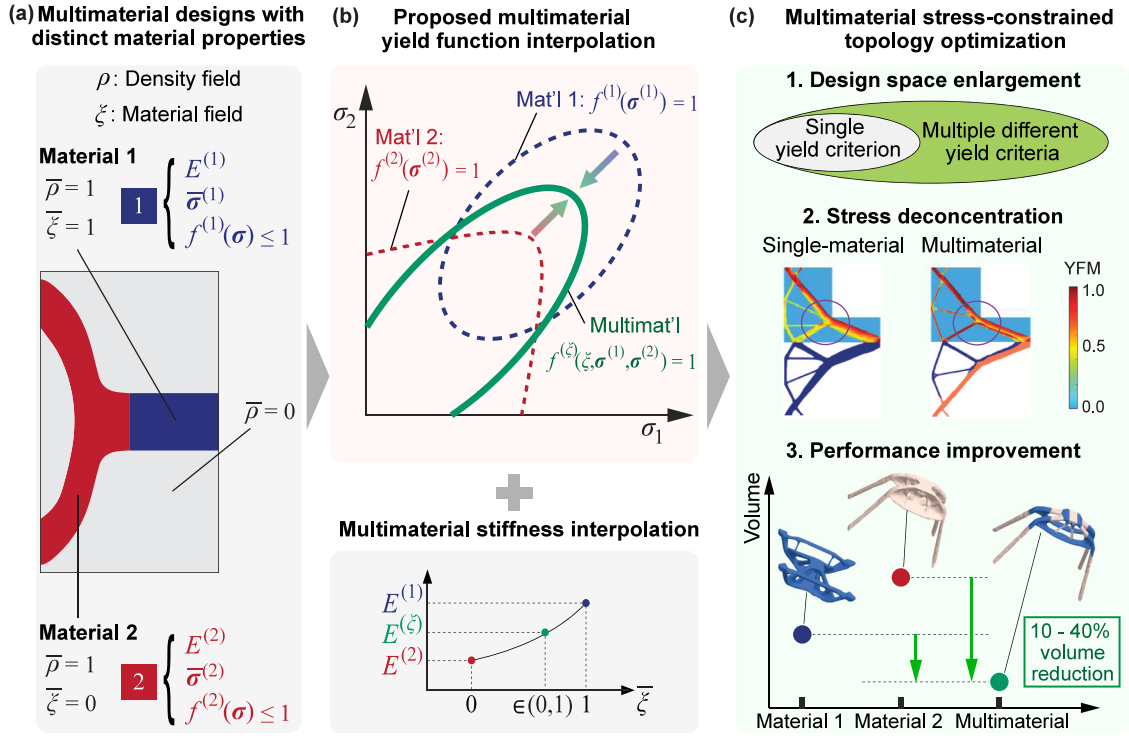 (a) Multimaterial designs with
distinct material properties
ρ: Density field
ξ: Material field
Material 1
ρ̅ = 1
ξ̅ = 1
1
E⁽¹⁾
σ̅⁽¹⁾
f⁽¹⁾(σ) ≤ 1
ρ̅ = 0
Material 2
ρ̅ = 1
ξ̅ = 0
2
E⁽²⁾
σ̅⁽²⁾
f⁽²⁾(σ) ≤ 1
(b) Proposed multimaterial
yield function interpolation
σ₂
Mat'l 1: f⁽¹⁾(σ⁽¹⁾) = 1
Mat'l 2:
f⁽²⁾(σ⁽²⁾) = 1
Multimat'l
f⁽ξ⁾(ξ,σ⁽¹⁾,σ⁽²⁾) = 1
σ₁
Multimaterial stiffness interpolation
E⁽¹⁾
E⁽ξ⁾
E⁽²⁾
0 ∈(0,1) 1 ξ̅
(c) Multimaterial stress-constrained
topology optimization
1. Design space enlargement
Single
yield criterion
Multiple different
yield criteria
2. Stress deconcentration
Single-material Multimaterial
YFM
1.0
0.5
0.0
3. Performance improvement
Volume
10 - 40%
volume
reduction
Material 1 Material 2 Multimaterial